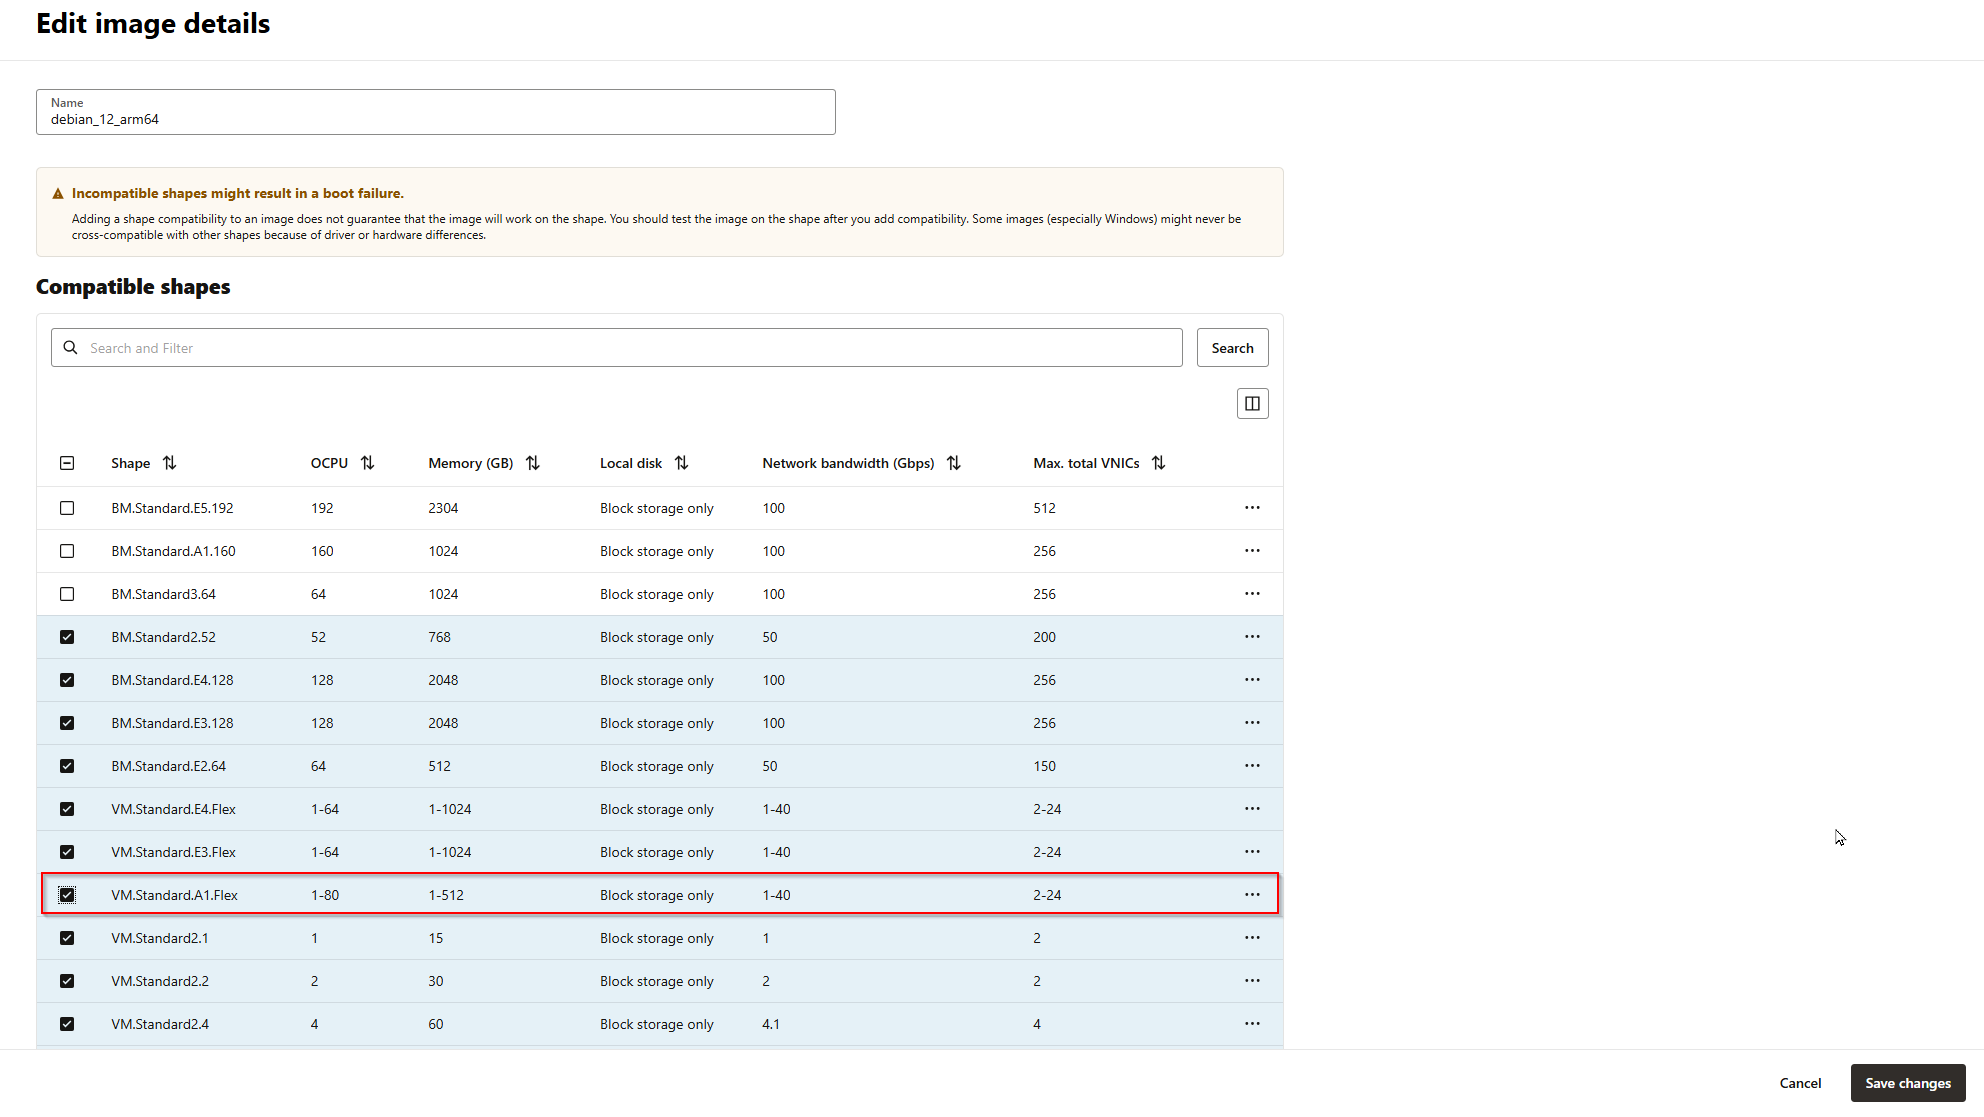 Edit image details
Name
debian_12_arm64
Incompatible shapes might result in a boot failure.
Adding a shape compatibility to an image does not guarantee that the image will work on the shape. You should test the image on the shape after you add compatibility. Some images (especially Windows) might never be
cross-compatible with other shapes because of driver or hardware differences.
Compatible shapes
Search and Filter Search
Shape OCPU Memory (GB) Local disk Network bandwidth (Gbps) Max. total VNICs
BM.Standard.E5.192 192 2304 Block storage only 100 512
BM.Standard.A1.160 160 1024 Block storage only 100 256
BM.Standard3.64 64 1024 Block storage only 100 256
BM.Standard2.52 52 768 Block storage only 50 200
BM.Standard.E4.128 128 2048 Block storage only 100 256
BM.Standard.E3.128 128 2048 Block storage only 100 256
BM.Standard.E2.64 64 512 Block storage only 50 150
VM.Standard.E4.Flex 1-64 1-1024 Block storage only 1-40 2-24
VM.Standard.E3.Flex 1-64 1-1024 Block storage only 1-40 2-24
VM.Standard.A1.Flex 1-80 1-512 Block storage only 1-40 2-24
VM.Standard2.1 1 15 Block storage only 1 2
VM.Standard2.2 2 30 Block storage only 2 2
VM.Standard2.4 4 60 Block storage only 4.1 4
Cancel Save changes